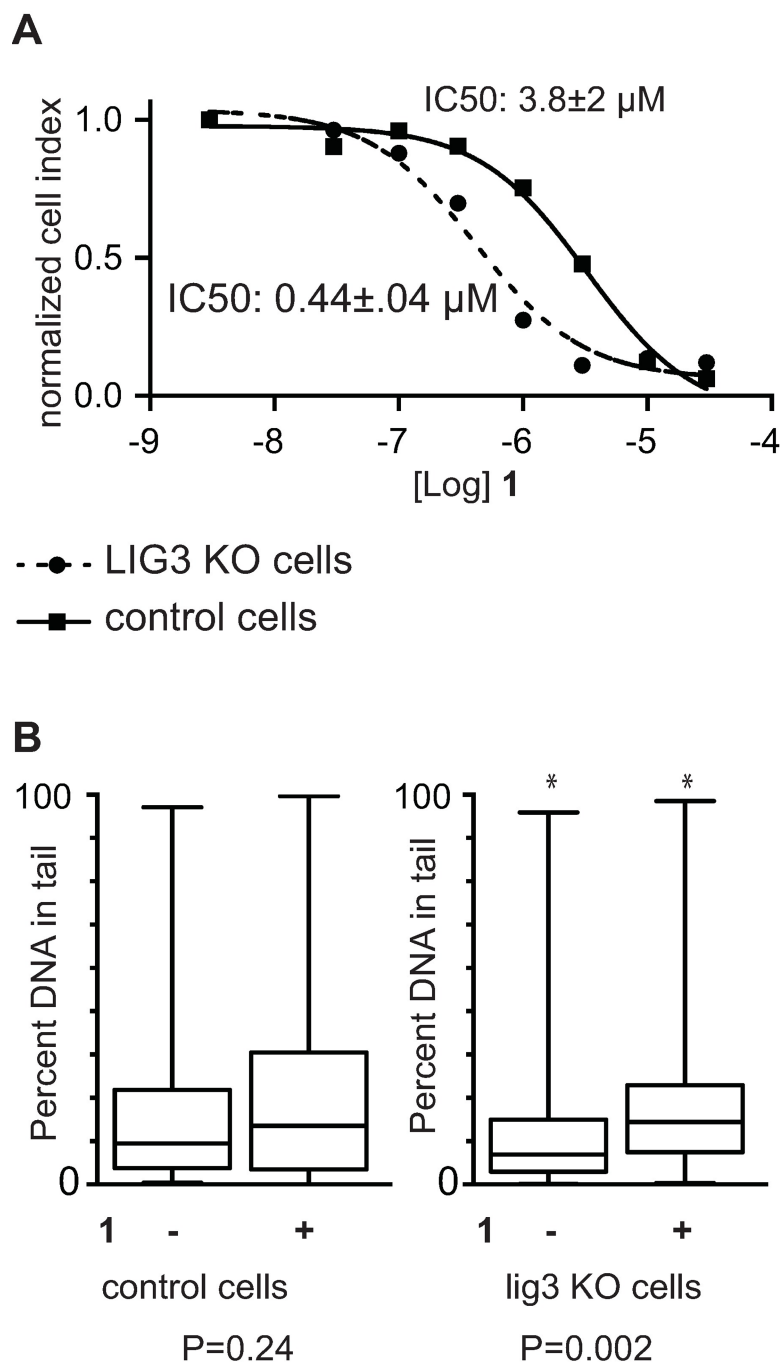 A
normalized cell index
1.0
0.5
0.0
IC50: 3.8±2 µM
IC50: 0.44±.04 µM
-9 -8 -7 -6 -5 -4
[Log] 1
LIG3 KO cells
control cells
B
Percent DNA in tail
100
0
1 - +
control cells
P=0.24
Percent DNA in tail
100
0
* *
1 - +
lig3 KO cells
P=0.002